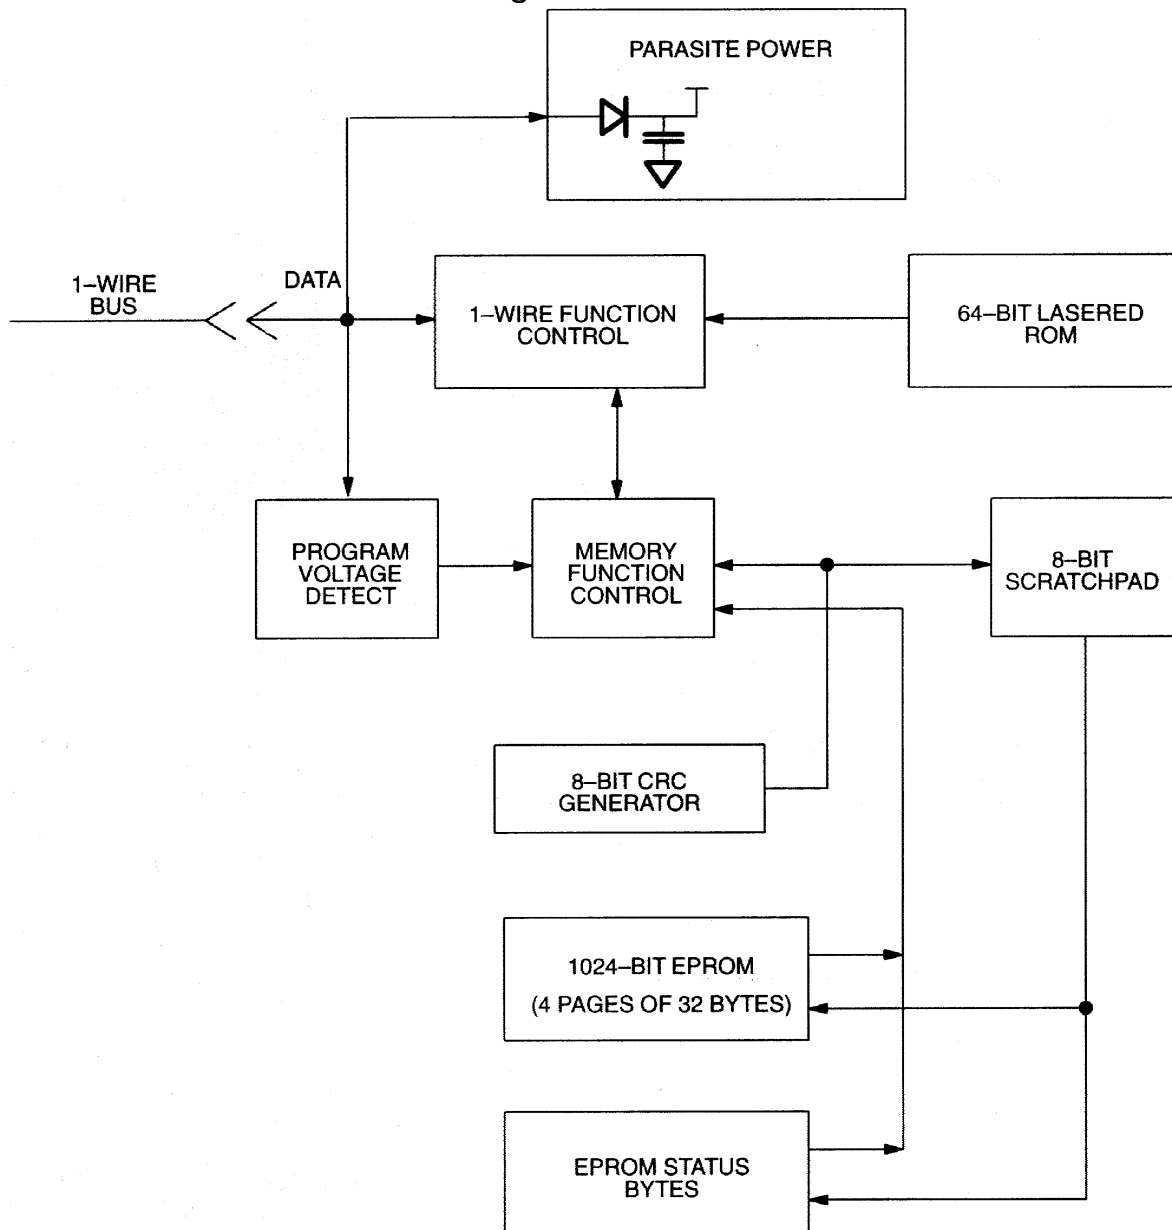 PARASITE POWER
1–WIRE
BUS
DATA
1–WIRE FUNCTION
CONTROL
64–BIT LASERED
ROM
PROGRAM
VOLTAGE
DETECT
MEMORY
FUNCTION
CONTROL
8–BIT
SCRATCHPAD
8–BIT CRC
GENERATOR
1024–BIT EPROM
(4 PAGES OF 32 BYTES)
EPROM STATUS
BYTES